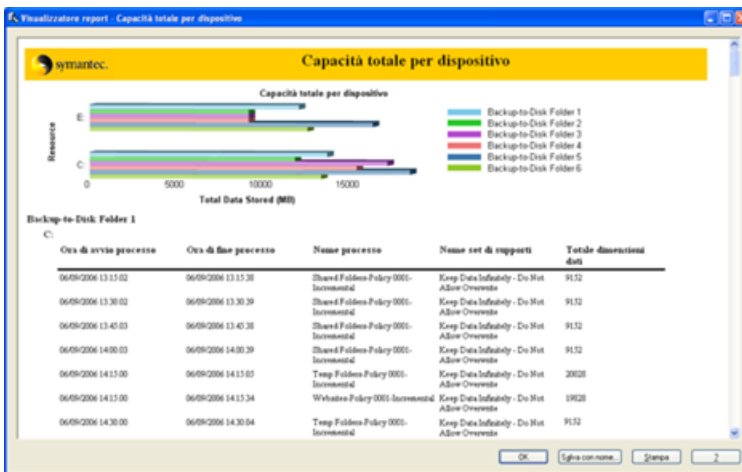 Visualizzatore report - Capacità totale per dispositivo
symantec.
Capacità totale per dispositivo
Capacità totale per dispositivo
Resource
E:
C:
0 5000 10000 15000
Total Data Stored (MB)
Backup-to-Disk Folder 1
Backup-to-Disk Folder 2
Backup-to-Disk Folder 3
Backup-to-Disk Folder 4
Backup-to-Disk Folder 5
Backup-to-Disk Folder 6
Backup-to-Disk Folder 1
C:
Ora di avvio processo Ora di fine processo Nome processo Nome set di supporti Totale dimensioni
dati
06/09/2006 13.15.02 06/09/2006 13.15.38 Shared Folders-Policy 0001- Keep Data Infinitely - Do Not 9152
Incremental Allow Overwrite
06/09/2006 13.30.02 06/09/2006 13.30.39 Shared Folders-Policy 0001- Keep Data Infinitely - Do Not 9152
Incremental Allow Overwrite
06/09/2006 13.45.03 06/09/2006 13.45.38 Shared Folders-Policy 0001- Keep Data Infinitely - Do Not 9152
Incremental Allow Overwrite
06/09/2006 14.00.03 06/09/2006 14.00.39 Shared Folders-Policy 0001- Keep Data Infinitely - Do Not 9152
Incremental Allow Overwrite
06/09/2006 14.15.00 06/09/2006 14.15.05 Temp Folders-Policy 0001- Keep Data Infinitely - Do Not 20028
Incremental Allow Overwrite
06/09/2006 14.15.00 06/09/2006 14.15.34 Websites-Policy 0001-Incremental Keep Data Infinitely - Do Not 19828
Allow Overwrite
06/09/2006 14.30.00 06/09/2006 14.30.04 Temp Folders-Policy 0001- Keep Data Infinitely - Do Not 9152
Incremental Allow Overwrite
OK Salva con nome... Stampa ?